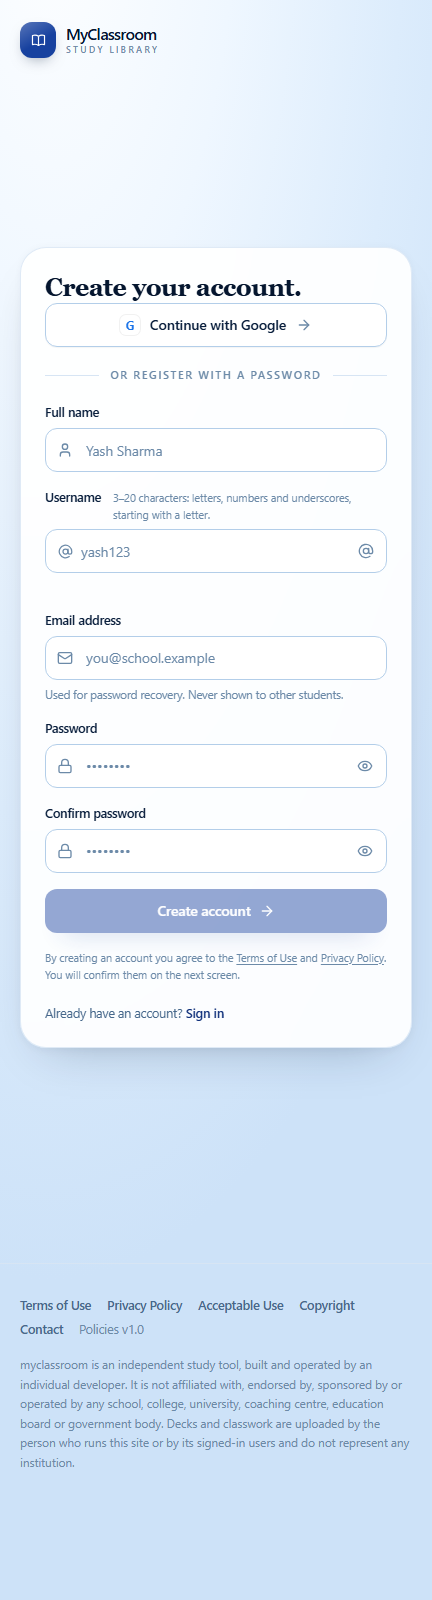 MyClassroom
STUDY LIBRARY
Create your account.
G Continue with Google →
OR REGISTER WITH A PASSWORD
Full name
Yash Sharma
Username 3–20 characters: letters, numbers and underscores,
starting with a letter.
@ yash123 @
Email address
you@school.example
Used for password recovery. Never shown to other students.
Password
••••••••
Confirm password
••••••••
Create account →
By creating an account you agree to the Terms of Use and Privacy Policy.
You will confirm them on the next screen.
Already have an account? Sign in
Terms of Use Privacy Policy Acceptable Use Copyright
Contact Policies v1.0
myclassroom is an independent study tool, built and operated by an
individual developer. It is not affiliated with, endorsed by, sponsored by or
operated by any school, college, university, coaching centre, education
board or government body. Decks and classwork are uploaded by the
person who runs this site or by its signed-in users and do not represent any
institution.